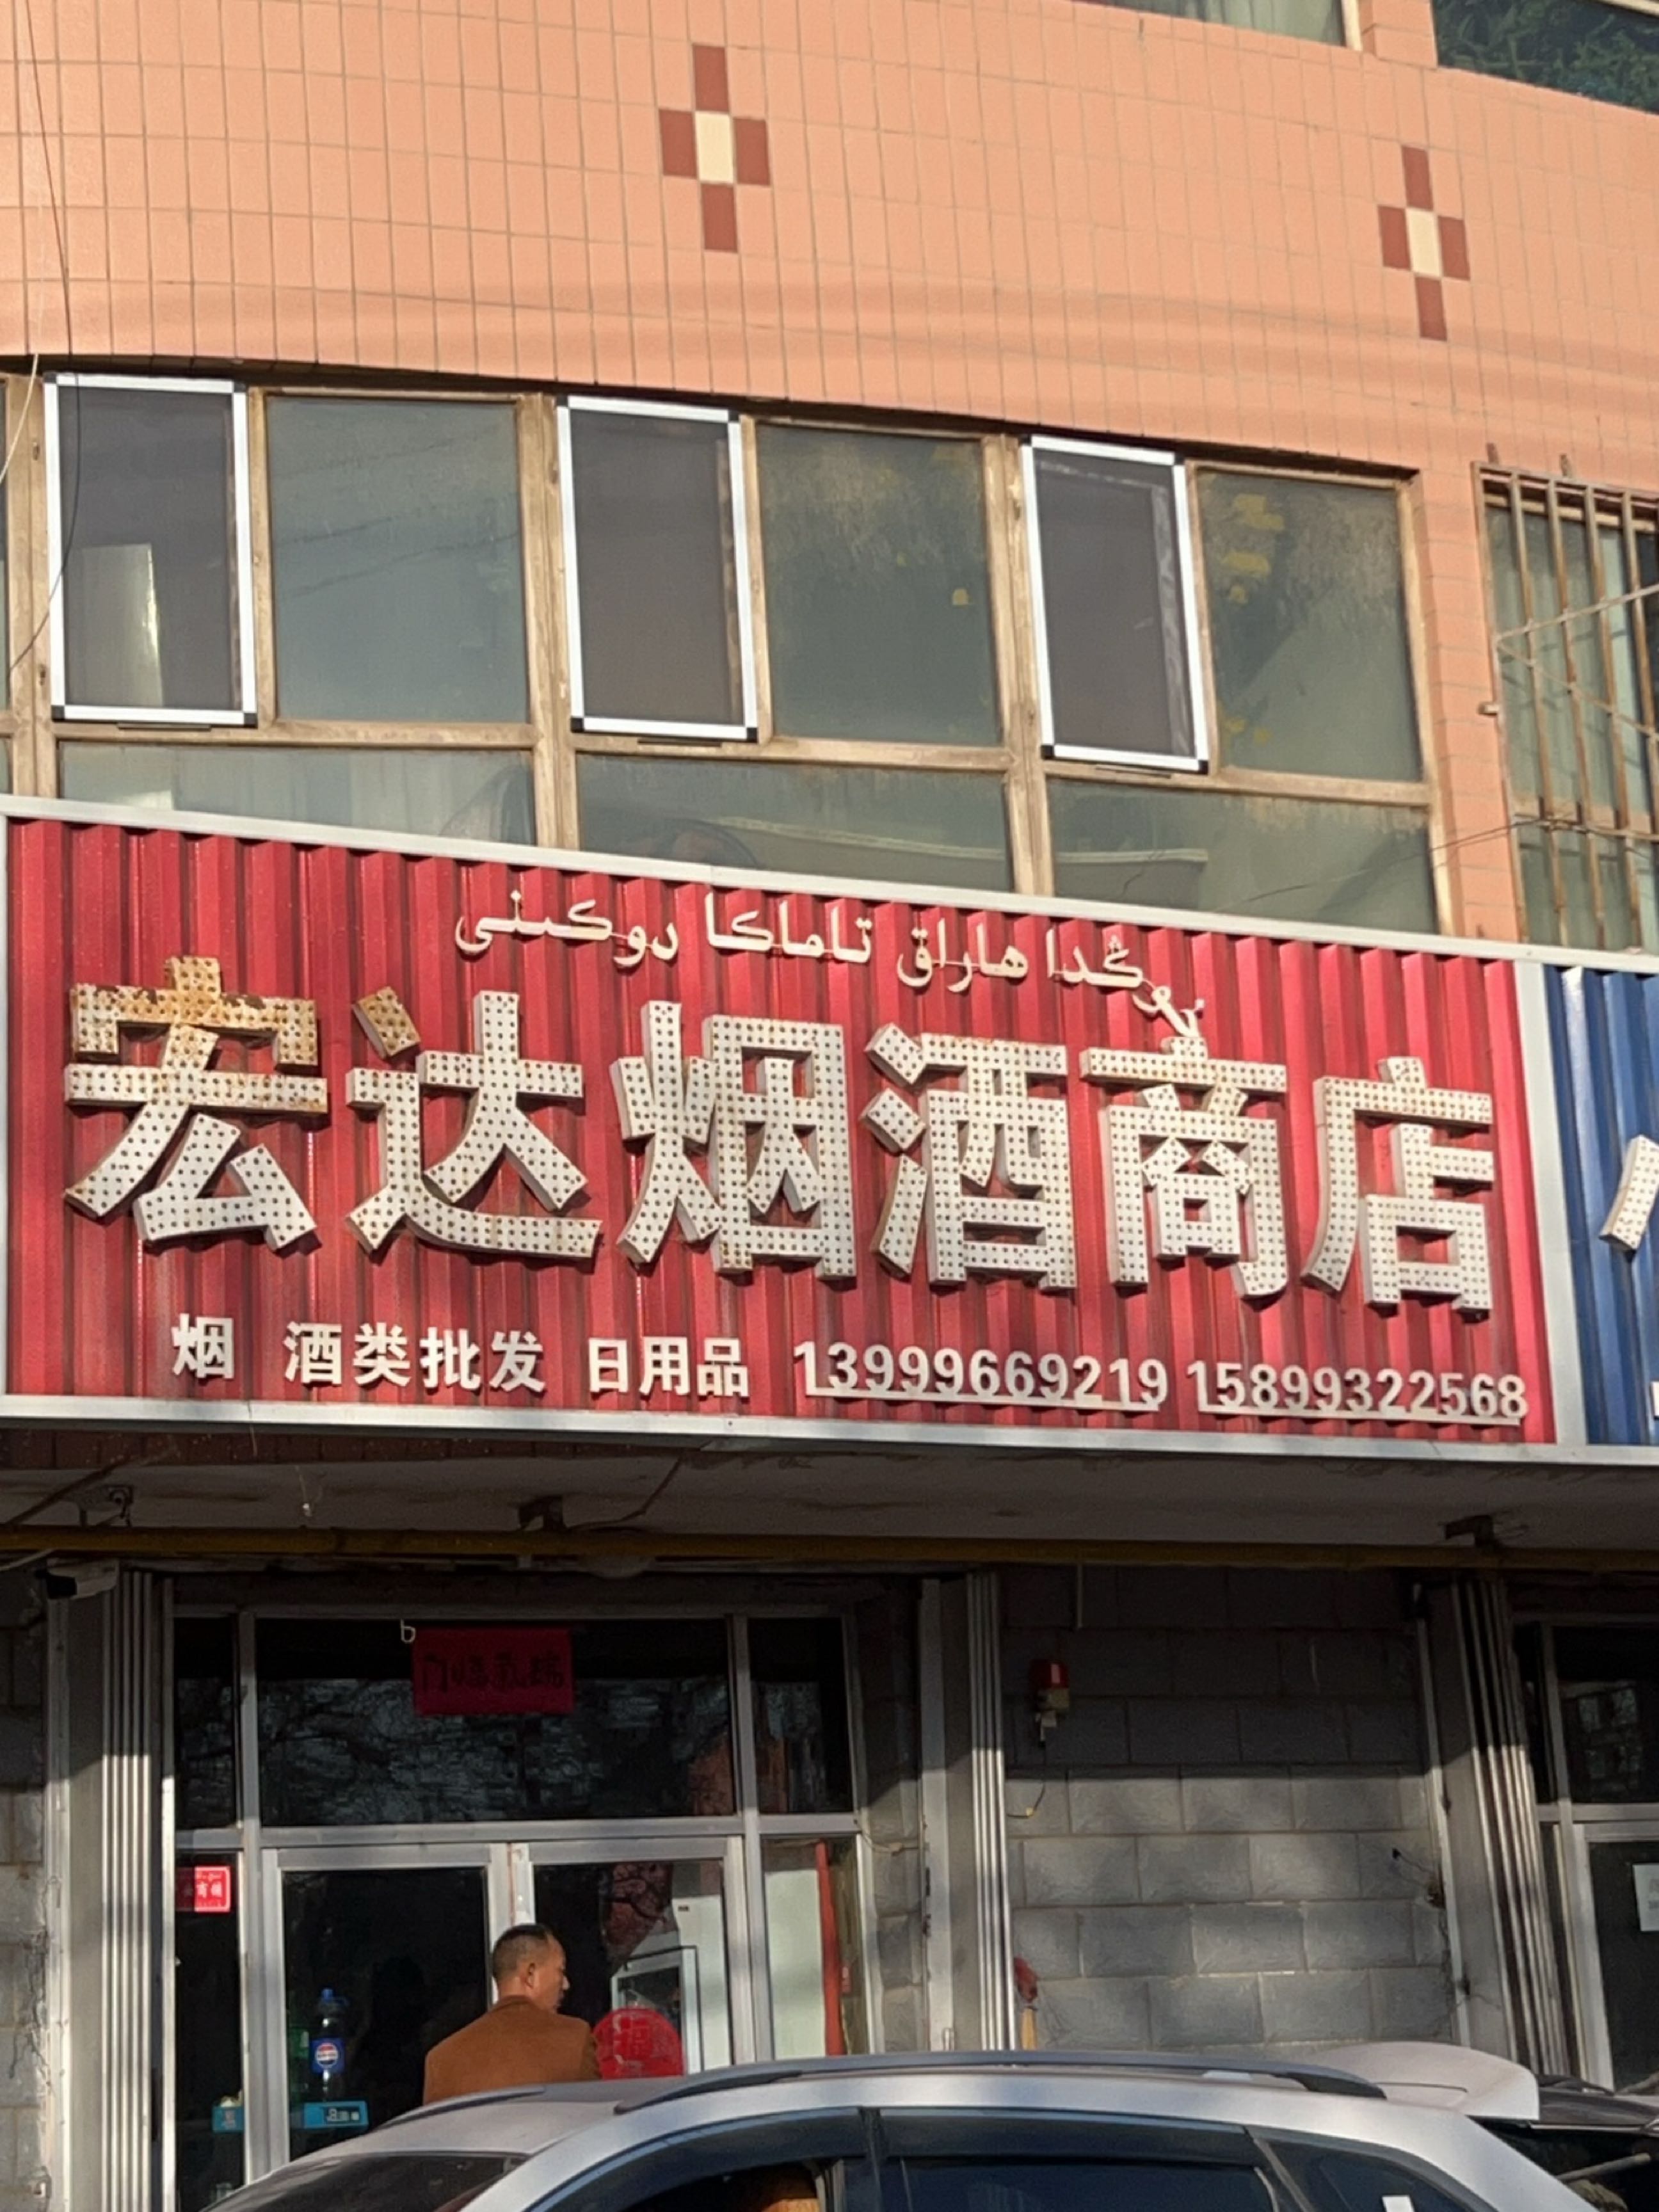 يۇرگدا ھاراق تاماكا دۇكىنى
宏达烟酒商店
烟 酒类批发 日用品 13999669219 15899322568